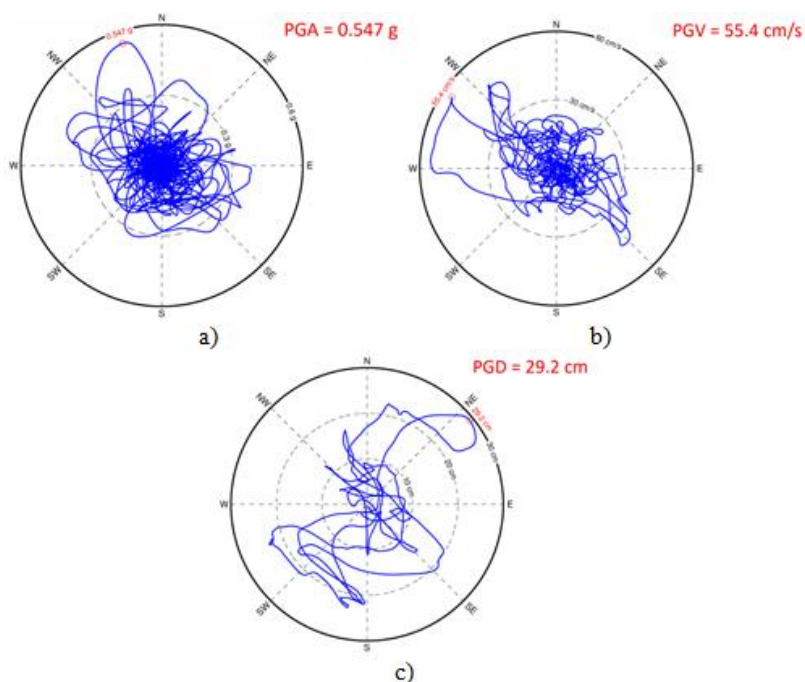 PGA = 0.547 g
N
0.547 g
NW
NE
0.6 g
0.3 g
W
E
SW
SE
S
a)
PGV = 55.4 cm/s
N
60 cm/s
NW
NE
55.4 cm/s
30 cm/s
W
E
SW
SE
S
b)
PGD = 29.2 cm
N
NW
NE
29.2 cm
30 cm
20 cm
10 cm
W
E
SW
SE
S
c)